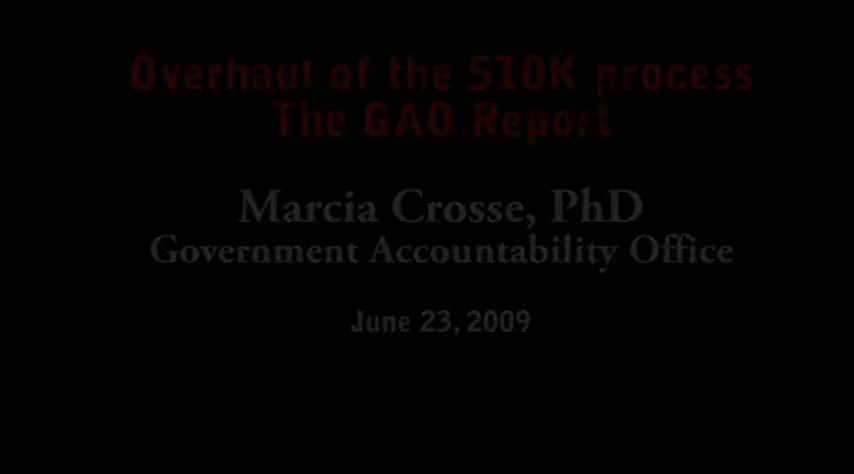 Overhaul of the 510K process
The GAO Report
Marcia Crosse, PhD
Government Accountability Office
June 23, 2009